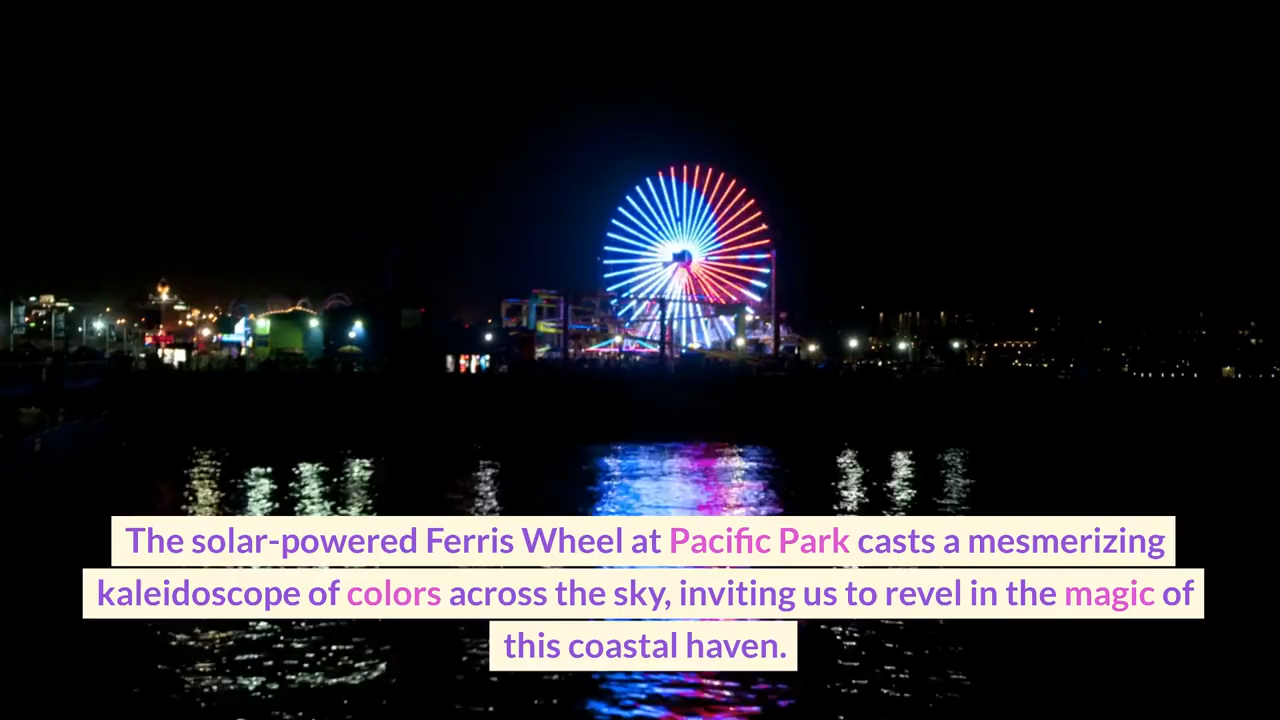 The solar-powered Ferris Wheel at Pacific Park casts a mesmerizing
kaleidoscope of colors across the sky, inviting us to revel in the magic of
this coastal haven.